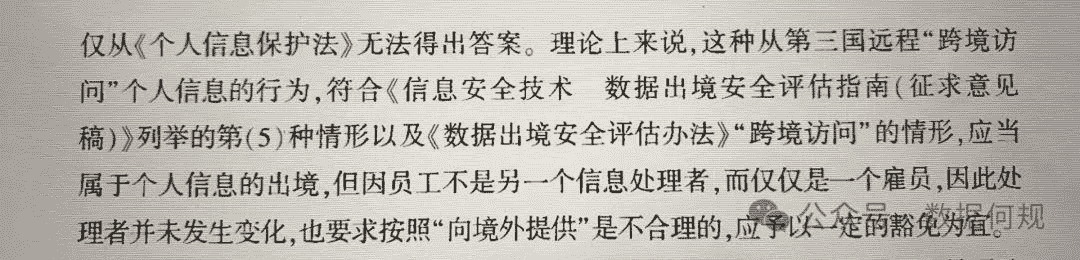 仅从《个人信息保护法》无法得出答案。理论上来说,这种从第三国远程“跨境访
问”个人信息的行为,符合《信息安全技术 数据出境安全评估指南(征求意见
稿)》列举的第(5)种情形以及《数据出境安全评估办法》“跨境访问”的情形,应当
属于个人信息的出境,但因员工不是另一个信息处理者,而仅仅是一个雇员,因此处
理者并未发生变化,也要求按照“向境外提供”是不合理的,应予以一定的豁免为宜。
公众号 · 数据何规